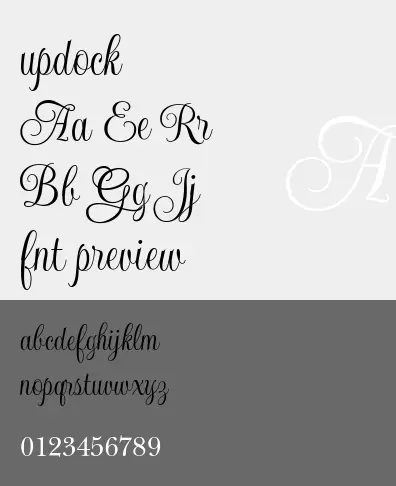 updock
Aa Ee Rr
Bb Gg Jj
fnt preview
A
abcdefghijklm
nopqrstuvwxyz
0123456789